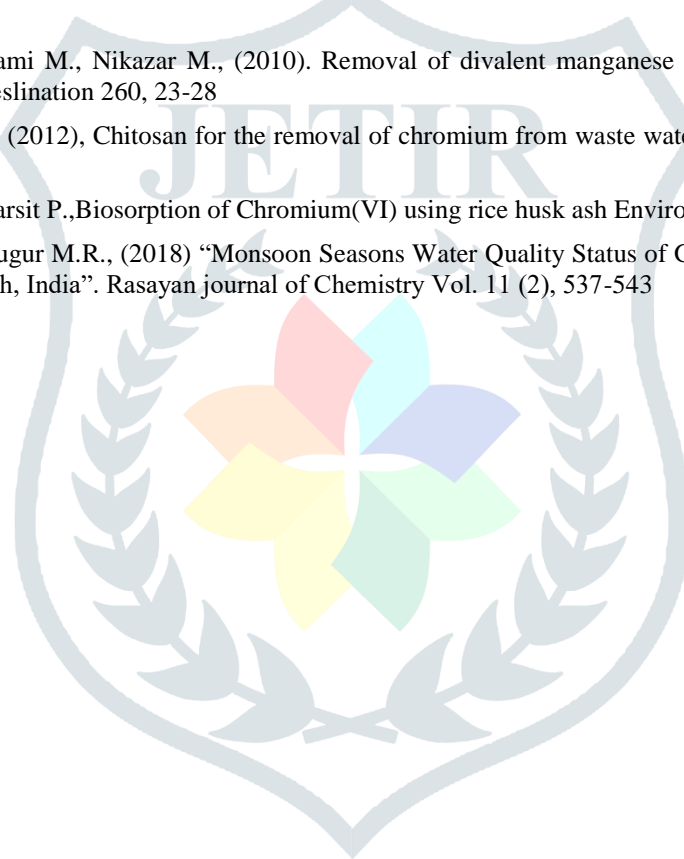 ami M., Nikazar M., (2010). Removal of divalent manganese
eslination 260, 23-28
JETIR
(2012), Chitosan for the removal of chromium from waste wat
arsit P.,Biosorption of Chromium(VI) using rice husk ash Enviro
ugur M.R., (2018) “Monsoon Seasons Water Quality Status of
h, India”. Rasayan journal of Chemistry Vol. 11 (2), 537-543